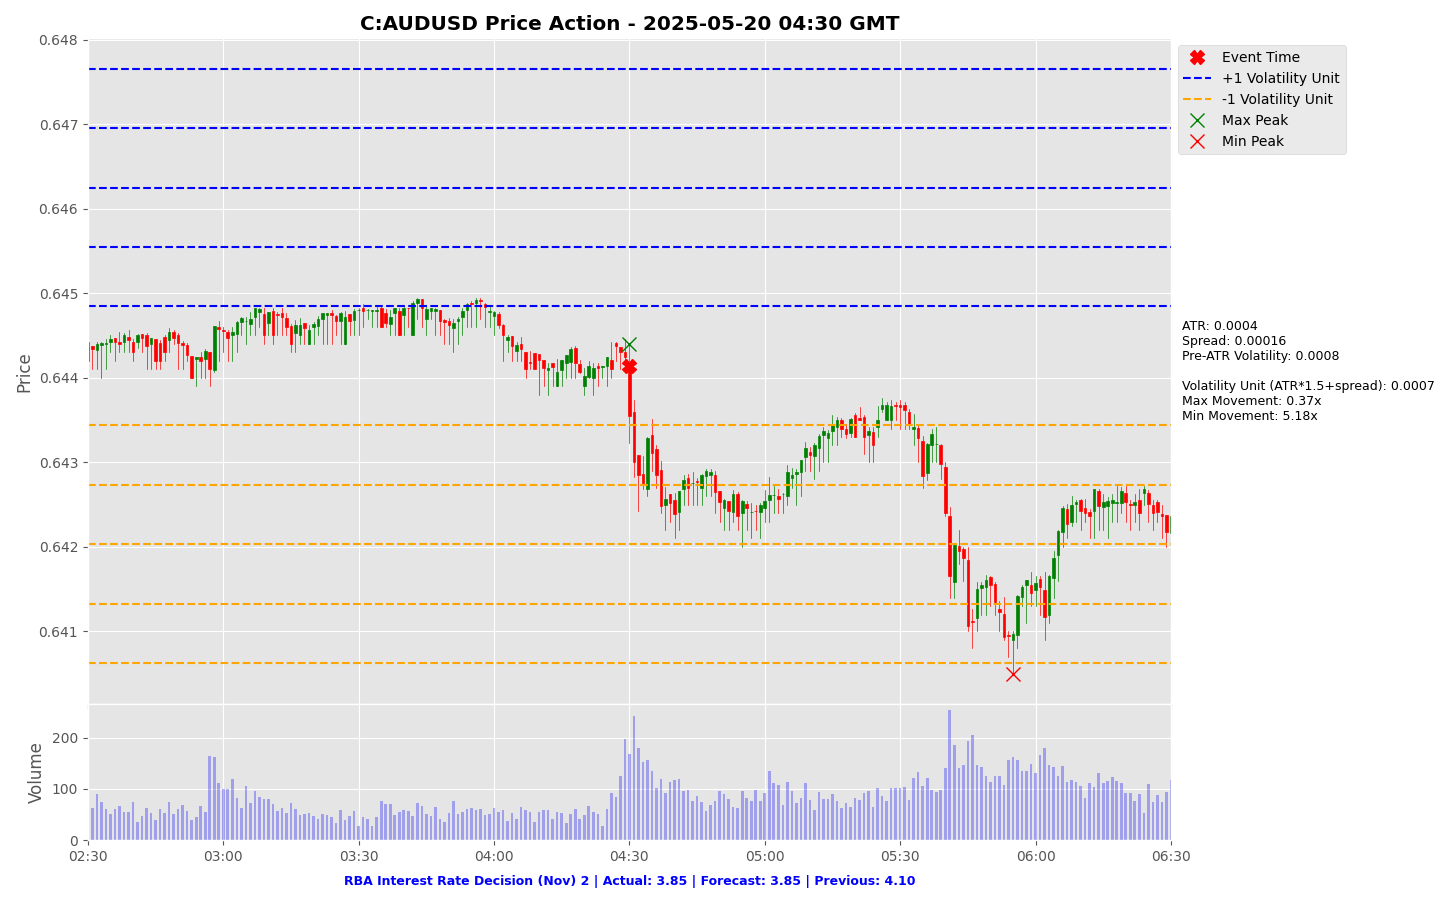 C:AUDUSD Price Action - 2025-05-20 04:30 GMT
0.648
0.647
0.646
0.645
0.644
0.643
0.642
0.641
Price
Event Time
+1 Volatility Unit
-1 Volatility Unit
Max Peak
Min Peak
ATR: 0.0004
Spread: 0.00016
Pre-ATR Volatility: 0.0008
Volatility Unit (ATR*1.5+spread): 0.0007
Max Movement: 0.37x
Min Movement: 5.18x
200
100
0
Volume
02:30 03:00 03:30 04:00 04:30 05:00 05:30 06:00 06:30
RBA Interest Rate Decision (Nov) 2 | Actual: 3.85 | Forecast: 3.85 | Previous: 4.10